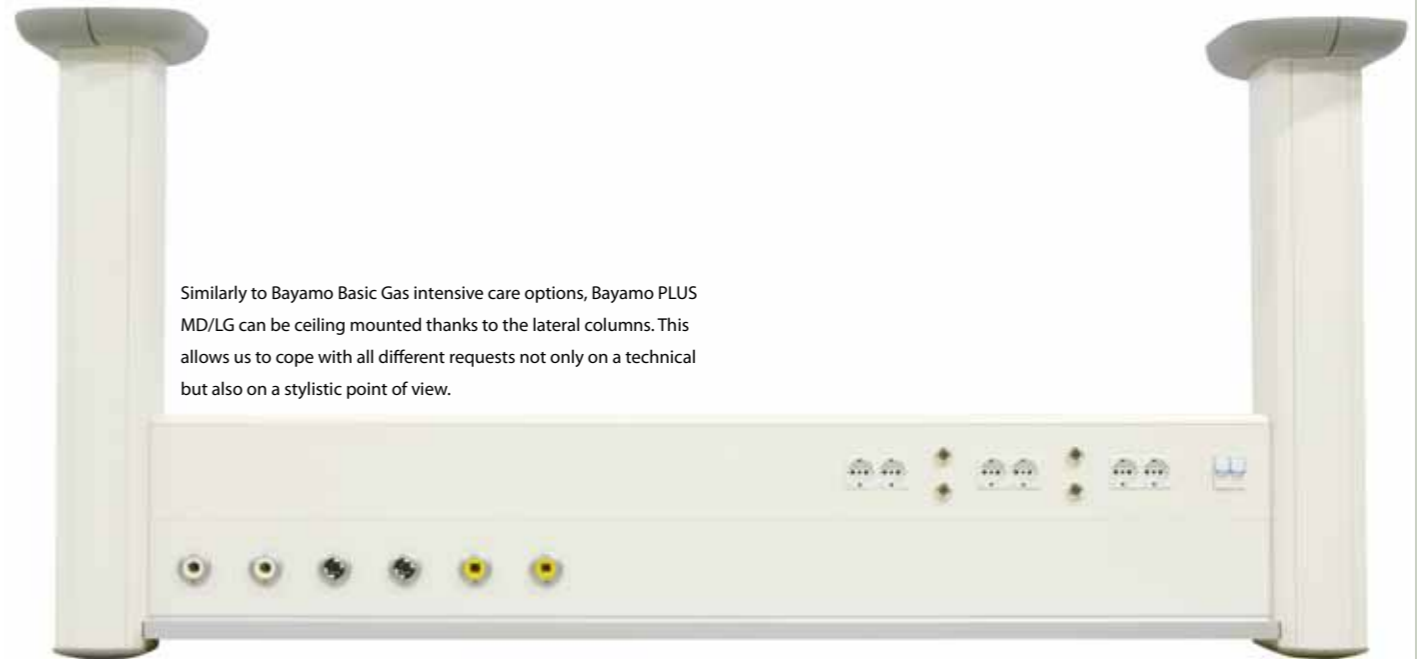 Similarly to Bayamo Basic Gas intensive care options, Bayamo PLUS
MD/LG can be ceiling mounted thanks to the lateral columns. This
allows us to cope with all different requests not only on a technical
but also on a stylistic point of view.